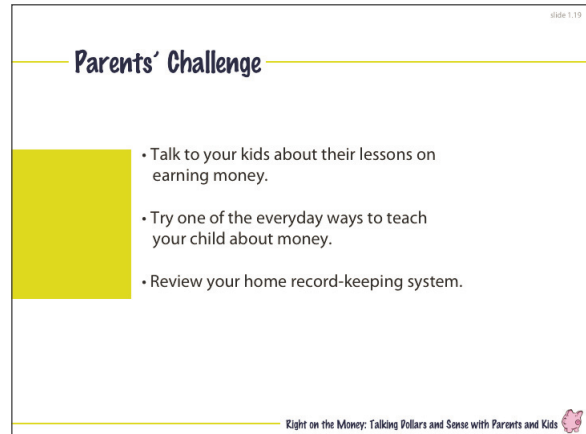 slide 1.19
Parents' Challenge
• Talk to your kids about their lessons on
earning money.
• Try one of the everyday ways to teach
your child about money.
• Review your home record-keeping system.
Right on the Money: Talking Dollars and Sense with Parents and Kids